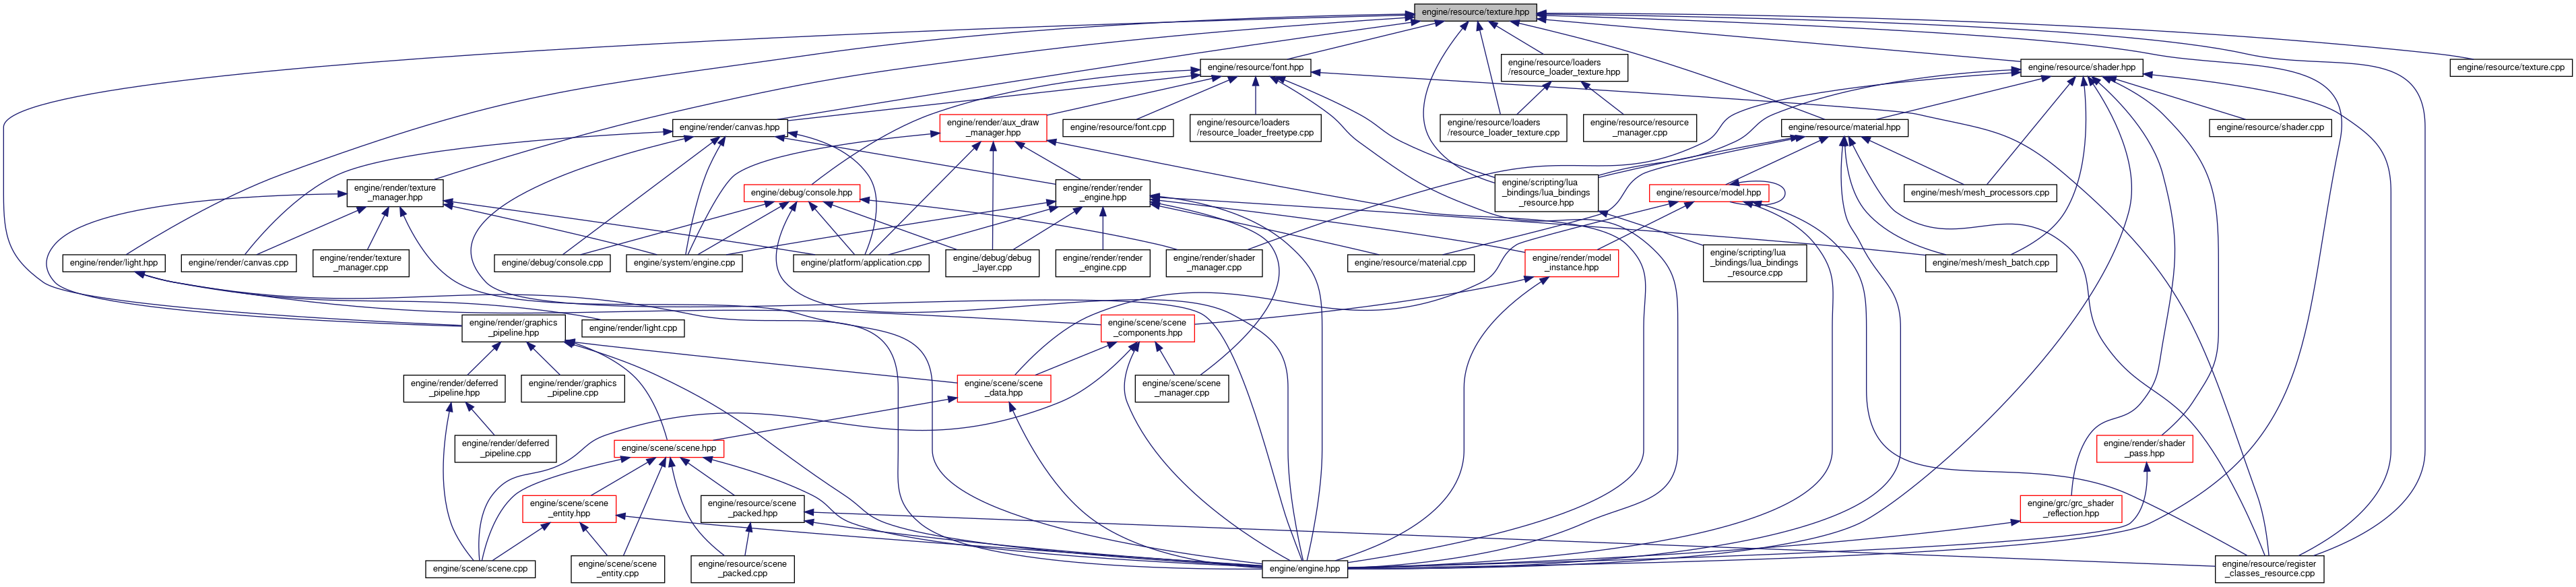 engine/resource/texture.hpp
engine/resource/font.hpp
engine/resource/loaders
/resource_loader_texture.hpp
engine/resource/shader.hpp
engine/resource/texture.cpp
engine/render/canvas.hpp
engine/render/aux_draw
_manager.hpp
engine/resource/font.cpp
engine/resource/loaders
/resource_loader_freetype.cpp
engine/resource/loaders
/resource_loader_texture.cpp
engine/resource/resource
_manager.cpp
engine/resource/material.hpp
engine/resource/shader.cpp
engine/render/texture
_manager.hpp
engine/debug/console.hpp
engine/render/render
_engine.hpp
engine/scripting/lua
_bindings/lua_bindings
_resource.hpp
engine/resource/model.hpp
engine/mesh/mesh_processors.cpp
engine/render/light.hpp
engine/render/canvas.cpp
engine/render/texture
_manager.cpp
engine/debug/console.cpp
engine/system/engine.cpp
engine/platform/application.cpp
engine/debug/debug
_layer.cpp
engine/render/render
_engine.cpp
engine/render/shader
_manager.cpp
engine/resource/material.cpp
engine/render/model
_instance.hpp
engine/scripting/lua
_bindings/lua_bindings
_resource.cpp
engine/mesh/mesh_batch.cpp
engine/render/graphics
_pipeline.hpp
engine/render/light.cpp
engine/scene/scene
_components.hpp
engine/render/deferred
_pipeline.hpp
engine/render/graphics
_pipeline.cpp
engine/scene/scene
_data.hpp
engine/scene/scene
_manager.cpp
engine/render/deferred
_pipeline.cpp
engine/scene/scene.hpp
engine/render/shader
_pass.hpp
engine/scene/scene
_entity.hpp
engine/resource/scene
_packed.hpp
engine/grc/grc_shader
_reflection.hpp
engine/scene/scene.cpp
engine/scene/scene
_entity.cpp
engine/resource/scene
_packed.cpp
engine/engine.hpp
engine/resource/register
_classes_resource.cpp